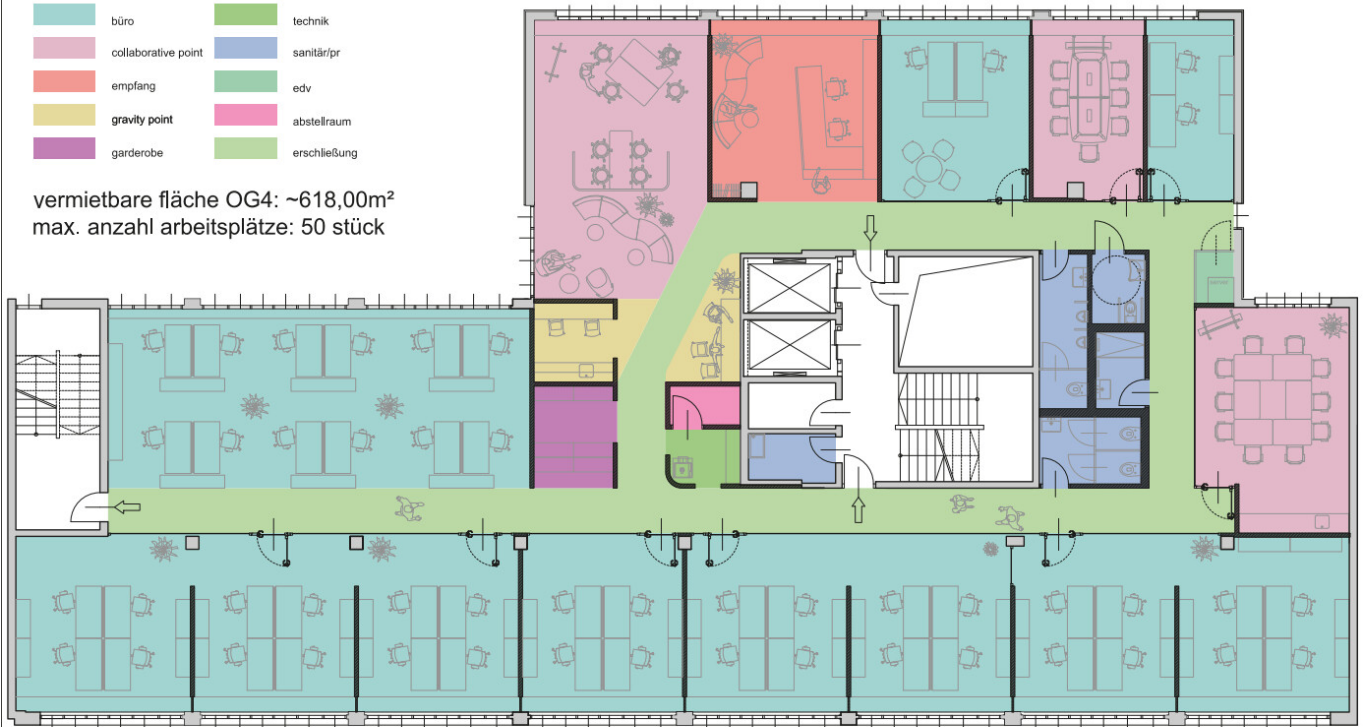 büro
collaborative point
empfang
gravity point
garderobe
technik
sanitär/pr
edv
abstellraum
erschließung
vermietbare fläche OG4: ~618,00m²
max. anzahl arbeitsplätze: 50 stück